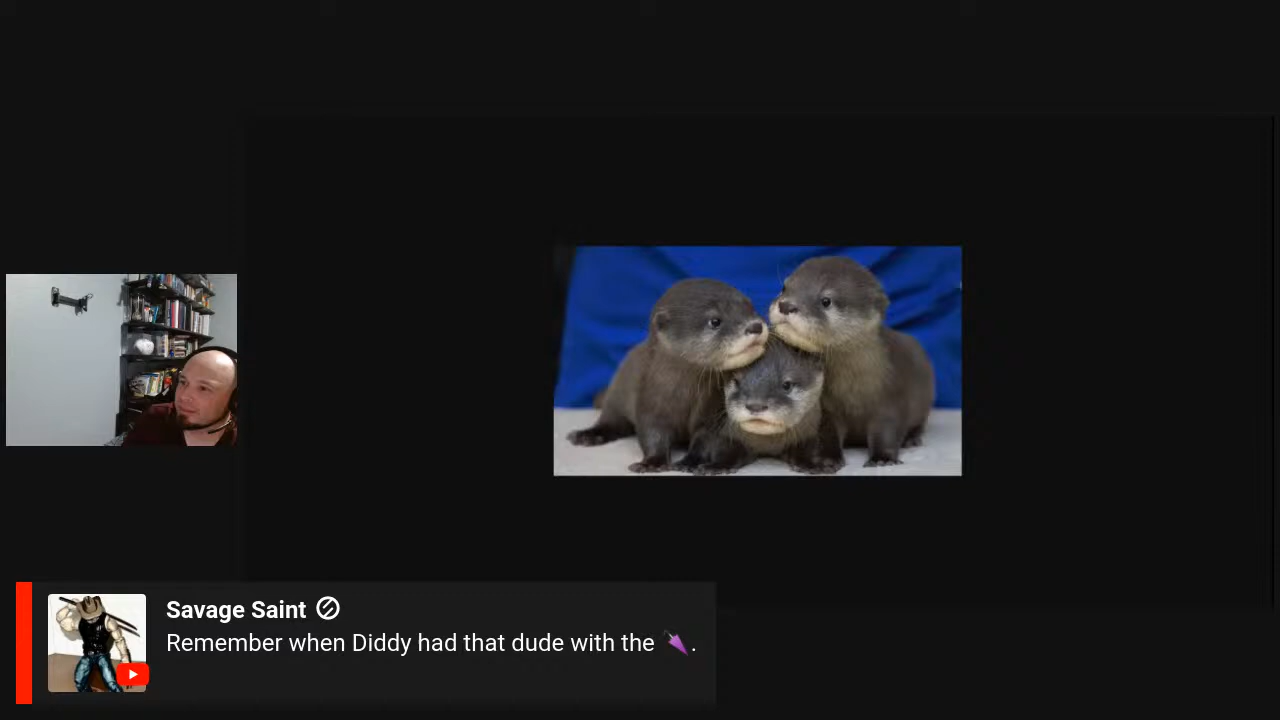 Savage Saint
Remember when Diddy had that dude with the 🌂.